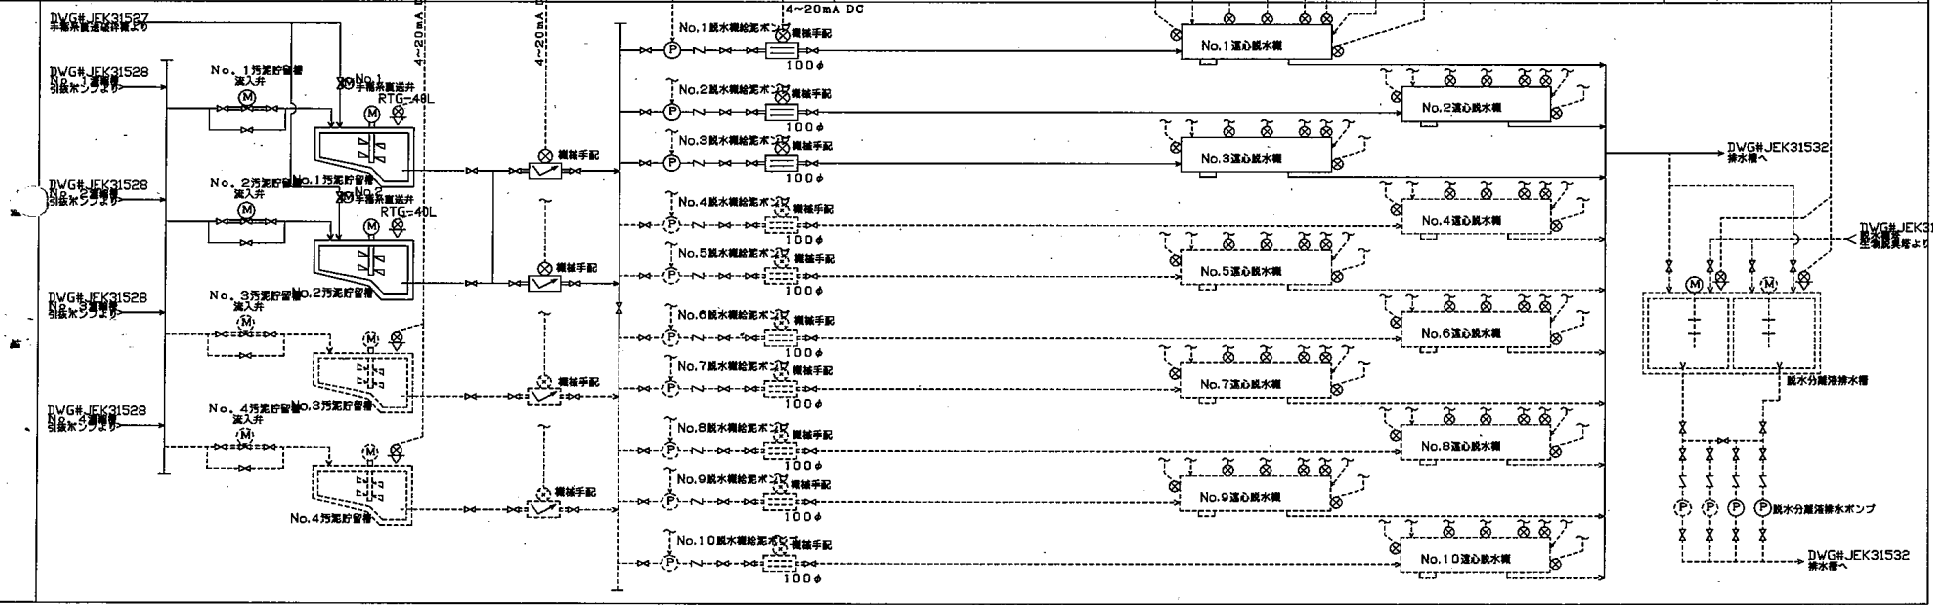 DWG#JEK31527
4~20mA DC
4~20mA D
4~20mA DC
DWG#JEK31528
No. 1濃縮槽
引抜ポンプより
No. 1汚泥貯留槽
流入弁
M
No.1
M
RTG-40L
M
No.1汚泥貯留槽
DWG#JEK31528
No. 2濃縮槽
引抜ポンプより
No. 2汚泥貯留槽
流入弁
M
No.2
M
RTG-40L
M
No.2汚泥貯留槽
DWG#JEK31528
No. 3濃縮槽
引抜ポンプより
No. 3汚泥貯留槽
流入弁
M
M
No.3汚泥貯留槽
DWG#JEK31528
No. 4濃縮槽
引抜ポンプより
No. 4汚泥貯留槽
流入弁
M
M
No.4汚泥貯留槽
機械手配
機械手配
機械手配
機械手配
No.1脱水機給泥ポンプ
機械手配
P
100φ
No.2脱水機給泥ポンプ
機械手配
P
100φ
No.3脱水機給泥ポンプ
機械手配
P
100φ
No.4脱水機給泥ポンプ
機械手配
P
100φ
No.5脱水機給泥ポンプ
機械手配
P
100φ
No.6脱水機給泥ポンプ
機械手配
P
100φ
No.7脱水機給泥ポンプ
機械手配
P
100φ
No.8脱水機給泥ポンプ
機械手配
P
100φ
No.9脱水機給泥ポンプ
機械手配
P
100φ
No.10脱水機給泥ポンプ
機械手配
P
100φ
No.1遠心脱水機
No.2遠心脱水機
No.3遠心脱水機
No.4遠心脱水機
No.5遠心脱水機
No.6遠心脱水機
No.7遠心脱水機
No.8遠心脱水機
No.9遠心脱水機
No.10遠心脱水機
DWG#JEK31532
排水槽へ
DWG#JEK31
生物脱臭塔より
M
M
脱水分離液排水槽
P
P
P
P
脱水分離液排水ポンプ
DWG#JEK31532
排水槽へ